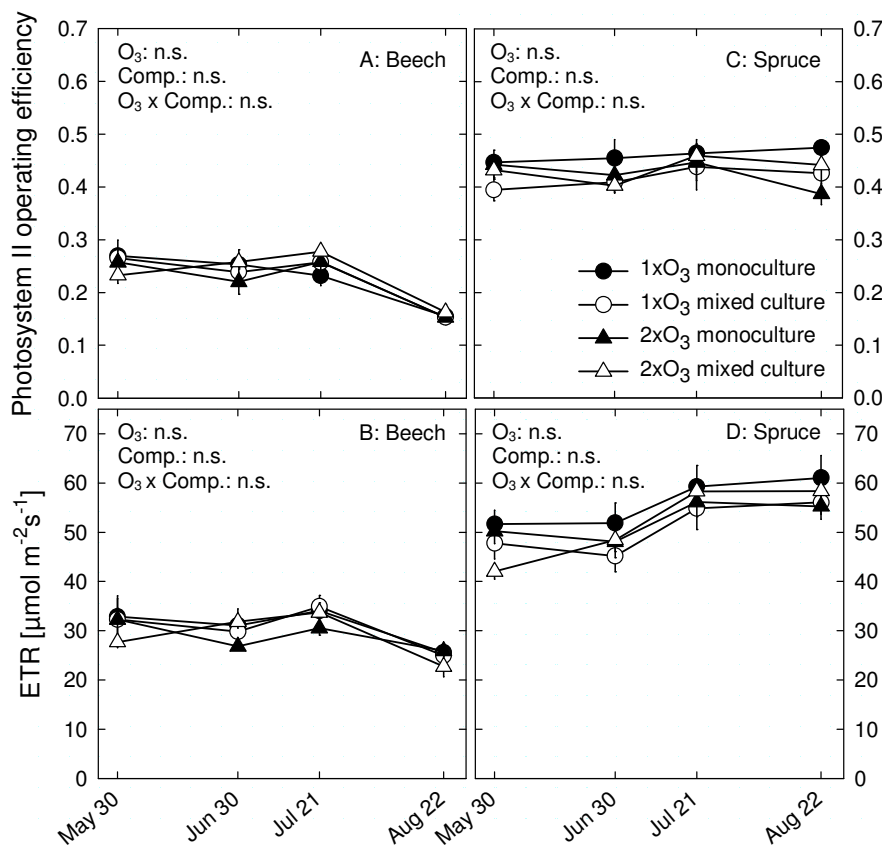 Photosystem II operating efficiency
0.7
0.6
0.5
0.4
0.3
0.2
0.1
0.0
O3: n.s.
Comp.: n.s.
O3 x Comp.: n.s.
A: Beech
O3: n.s.
Comp.: n.s.
O3 x Comp.: n.s.
C: Spruce
1xO3 monoculture
1xO3 mixed culture
2xO3 monoculture
2xO3 mixed culture
0.7
0.6
0.5
0.4
0.3
0.2
0.1
0.0
ETR [µmol m-2s-1]
70
60
50
40
30
20
10
0
O3: n.s.
Comp.: n.s.
O3 x Comp.: n.s.
B: Beech
O3: n.s.
Comp.: n.s.
O3 x Comp.: n.s.
D: Spruce
70
60
50
40
30
20
10
0
May 30
Jun 30
Jul 21
Aug 22
May 30
Jun 30
Jul 21
Aug 22